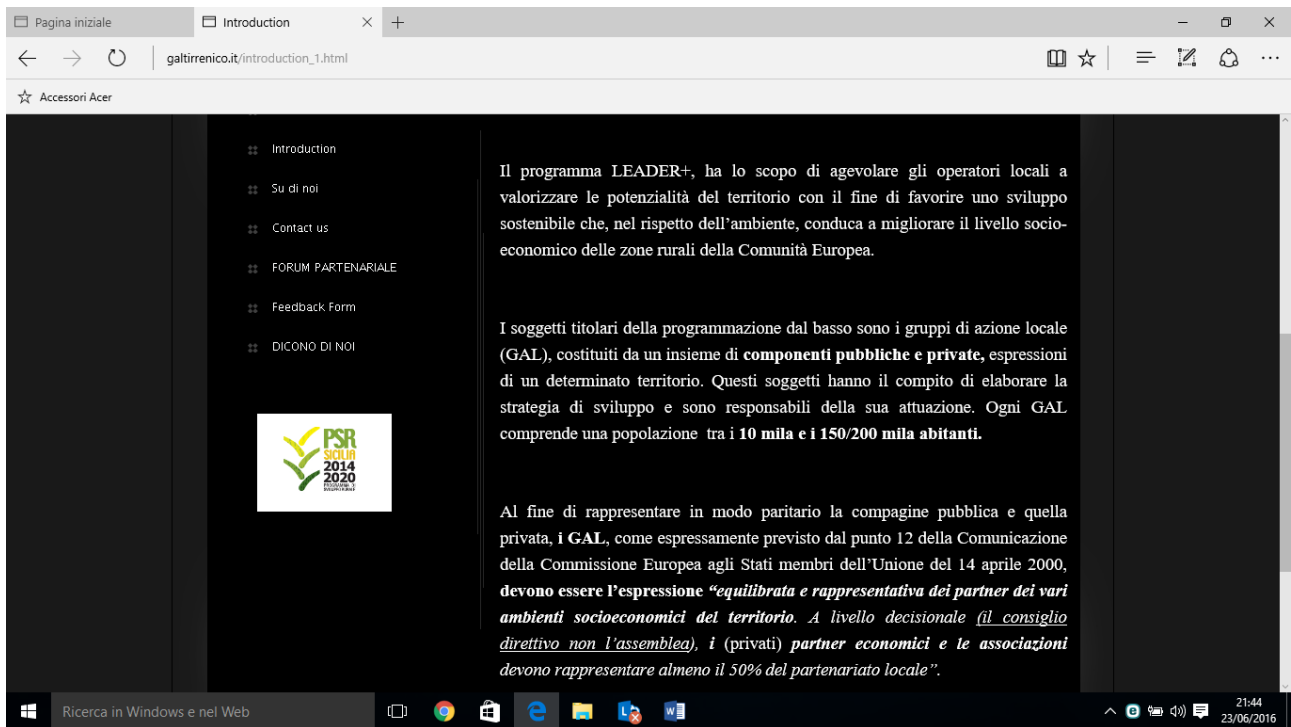 Pagina iniziale
Introduction
galtirrenico.it/introduction_1.html
Accessori Acer
Introduction
Su di noi
Contact us
FORUM PARTENARIALE
Feedback Form
DICONO DI NOI
PSR
SICILIA
2014
2020
PROGRAMMA DI
SVILUPPO RURALE
Il programma LEADER+, ha lo scopo di agevolare gli operatori locali a
valorizzare le potenzialità del territorio con il fine di favorire uno sviluppo
sostenibile che, nel rispetto dell’ambiente, conduca a migliorare il livello socio-
economico delle zone rurali della Comunità Europea.
I soggetti titolari della programmazione dal basso sono i gruppi di azione locale
(GAL), costituiti da un insieme di componenti pubbliche e private, espressioni
di un determinato territorio. Questi soggetti hanno il compito di elaborare la
strategia di sviluppo e sono responsabili della sua attuazione. Ogni GAL
comprende una popolazione tra i 10 mila e i 150/200 mila abitanti.
Al fine di rappresentare in modo paritario la compagine pubblica e quella
privata, i GAL, come espressamente previsto dal punto 12 della Comunicazione
della Commissione Europea agli Stati membri dell’Unione del 14 aprile 2000,
devono essere l’espressione “equilibrata e rappresentativa dei partner dei vari
ambienti socioeconomici del territorio. A livello decisionale (il consiglio
direttivo non l’assemblea), i (privati) partner economici e le associazioni
devono rappresentare almeno il 50% del partenariato locale”.
Ricerca in Windows e nel Web
21:44
23/06/2016